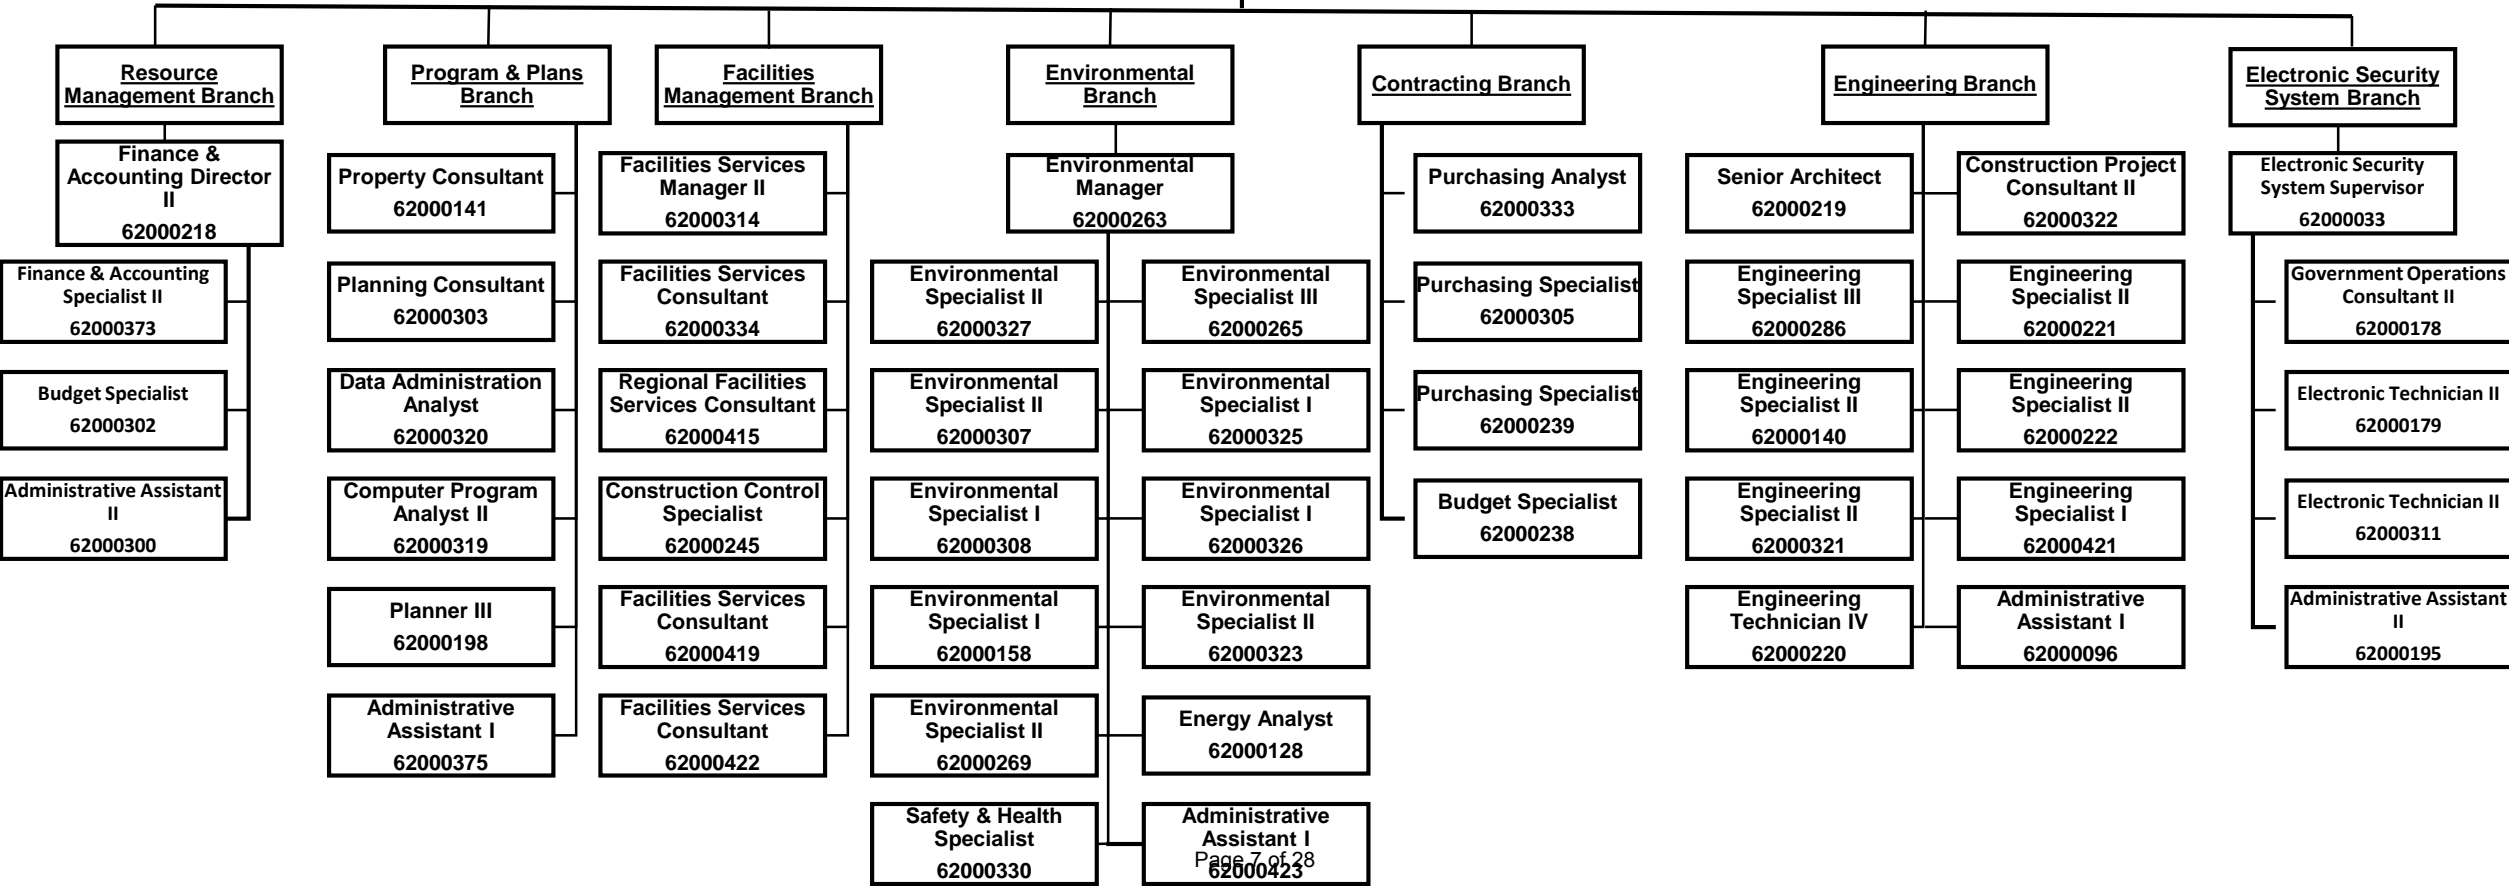 Resource
Management Branch
Finance &
Accounting Director
II
62000218
Finance & Accounting
Specialist II
62000373
Budget Specialist
62000302
Administrative Assistant
II
62000300
Program & Plans
Branch
Property Consultant
62000141
Planning Consultant
62000303
Data Administration
Analyst
62000320
Computer Program
Analyst II
62000319
Planner III
62000198
Administrative
Assistant I
62000375
Facilities
Management Branch
Facilities Services
Manager II
62000314
Facilities Services
Consultant
62000334
Regional Facilities
Services Consultant
62000415
Construction Control
Specialist
62000245
Facilities Services
Consultant
62000419
Facilities Services
Consultant
62000422
Environmental
Branch
Environmental
Manager
62000263
Environmental
Specialist II
62000327
Environmental
Specialist III
62000265
Environmental
Specialist II
62000307
Environmental
Specialist I
62000325
Environmental
Specialist I
62000308
Environmental
Specialist I
62000326
Environmental
Specialist I
62000158
Environmental
Specialist II
62000323
Environmental
Specialist II
62000269
Energy Analyst
62000128
Safety & Health
Specialist
62000330
Administrative
Assistant I
62000423
Contracting Branch
Purchasing Analyst
62000333
Purchasing Specialist
62000305
Purchasing Specialist
62000239
Budget Specialist
62000238
Engineering Branch
Senior Architect
62000219
Construction Project
Consultant II
62000322
Engineering
Specialist III
62000286
Engineering
Specialist II
62000221
Engineering
Specialist II
62000140
Engineering
Specialist II
62000222
Engineering
Specialist II
62000321
Engineering
Specialist I
62000421
Engineering
Technician IV
62000220
Administrative
Assistant I
62000096
Electronic Security
System Branch
Electronic Security
System Supervisor
62000033
Government Operations
Consultant II
62000178
Electronic Technician II
62000179
Electronic Technician II
62000311
Administrative Assistant
II
62000195
Page 7 of 28